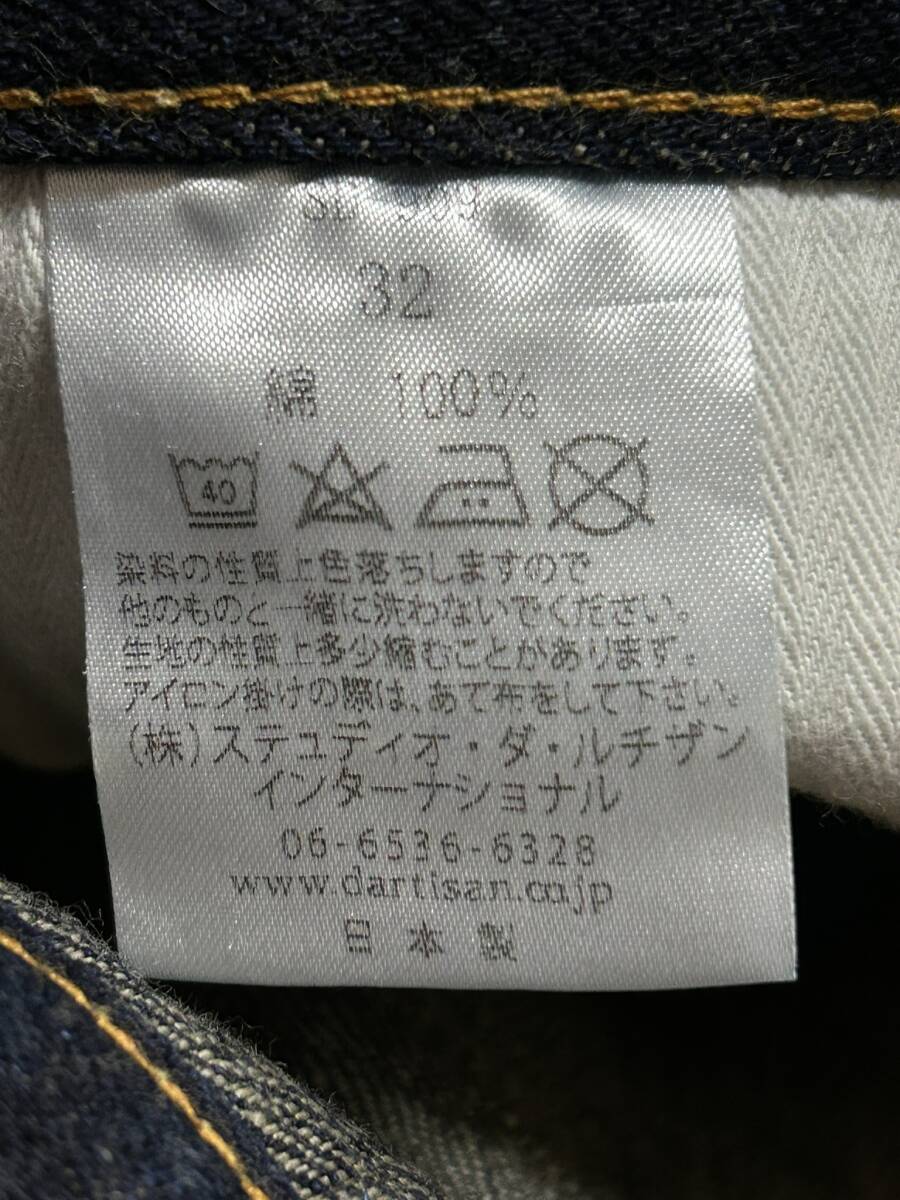 32
綿 100%
40
染料の性質上色落ちしますので
他のものと一緒に洗わないでください。
生地の性質上多少縮むことがあります。
アイロン掛けの際は、あて布をして下さい。
(株)ステュディオ・ダ・ルチザン
インターナショナル
06-6536-6328
www.dartisan.co.jp
日本製